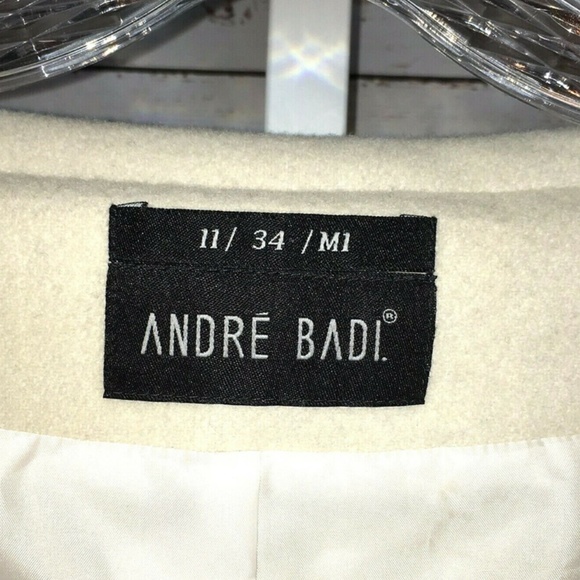 11/ 34 /M1
ANDRÉ BADI.®